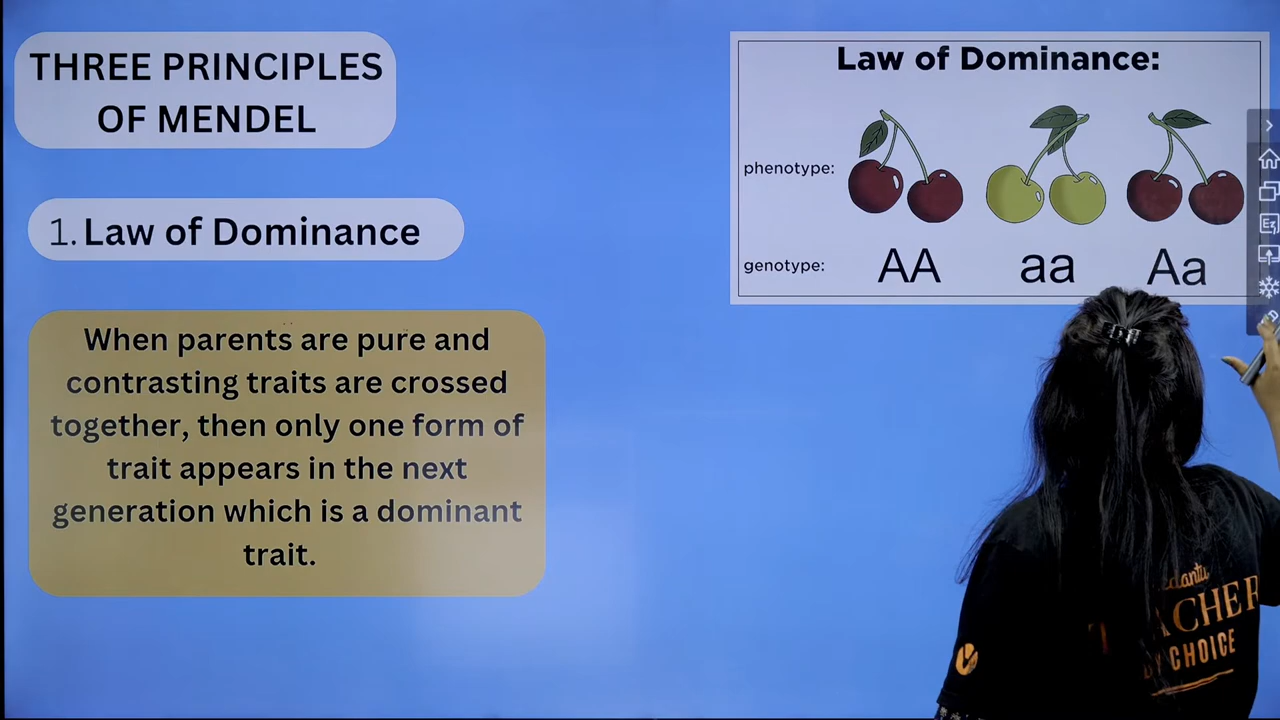 THREE PRINCIPLES
OF MENDEL
1. Law of Dominance
When parents are pure and
contrasting traits are crossed
together, then only one form of
trait appears in the next
generation which is a dominant
trait.
Law of Dominance:
phenotype:
genotype: AA aa Aa
BY CHOICE